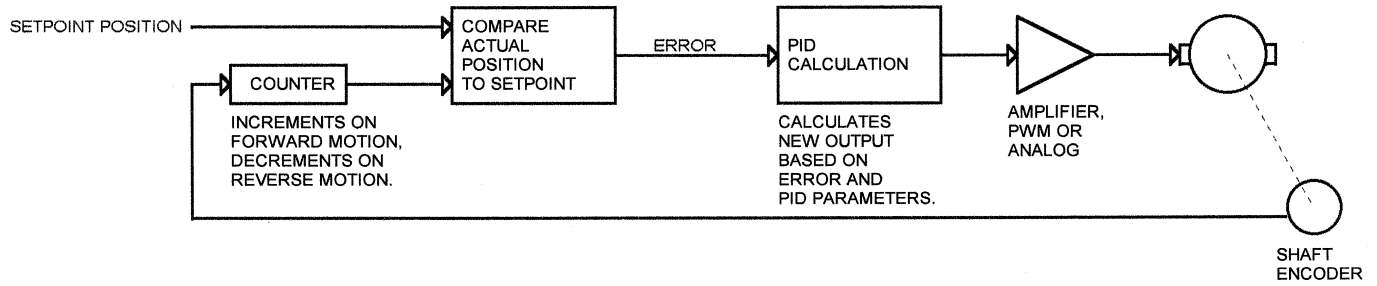 SETPOINT POSITION
COMPARE
ACTUAL
POSITION
TO SETPOINT
ERROR
PID
CALCULATION
COUNTER
INCREMENTS ON
FORWARD MOTION,
DECREMENTS ON
REVERSE MOTION.
CALCULATES
NEW OUTPUT
BASED ON
ERROR AND
PID PARAMETERS.
AMPLIFIER,
PWM OR
ANALOG
SHAFT
ENCODER